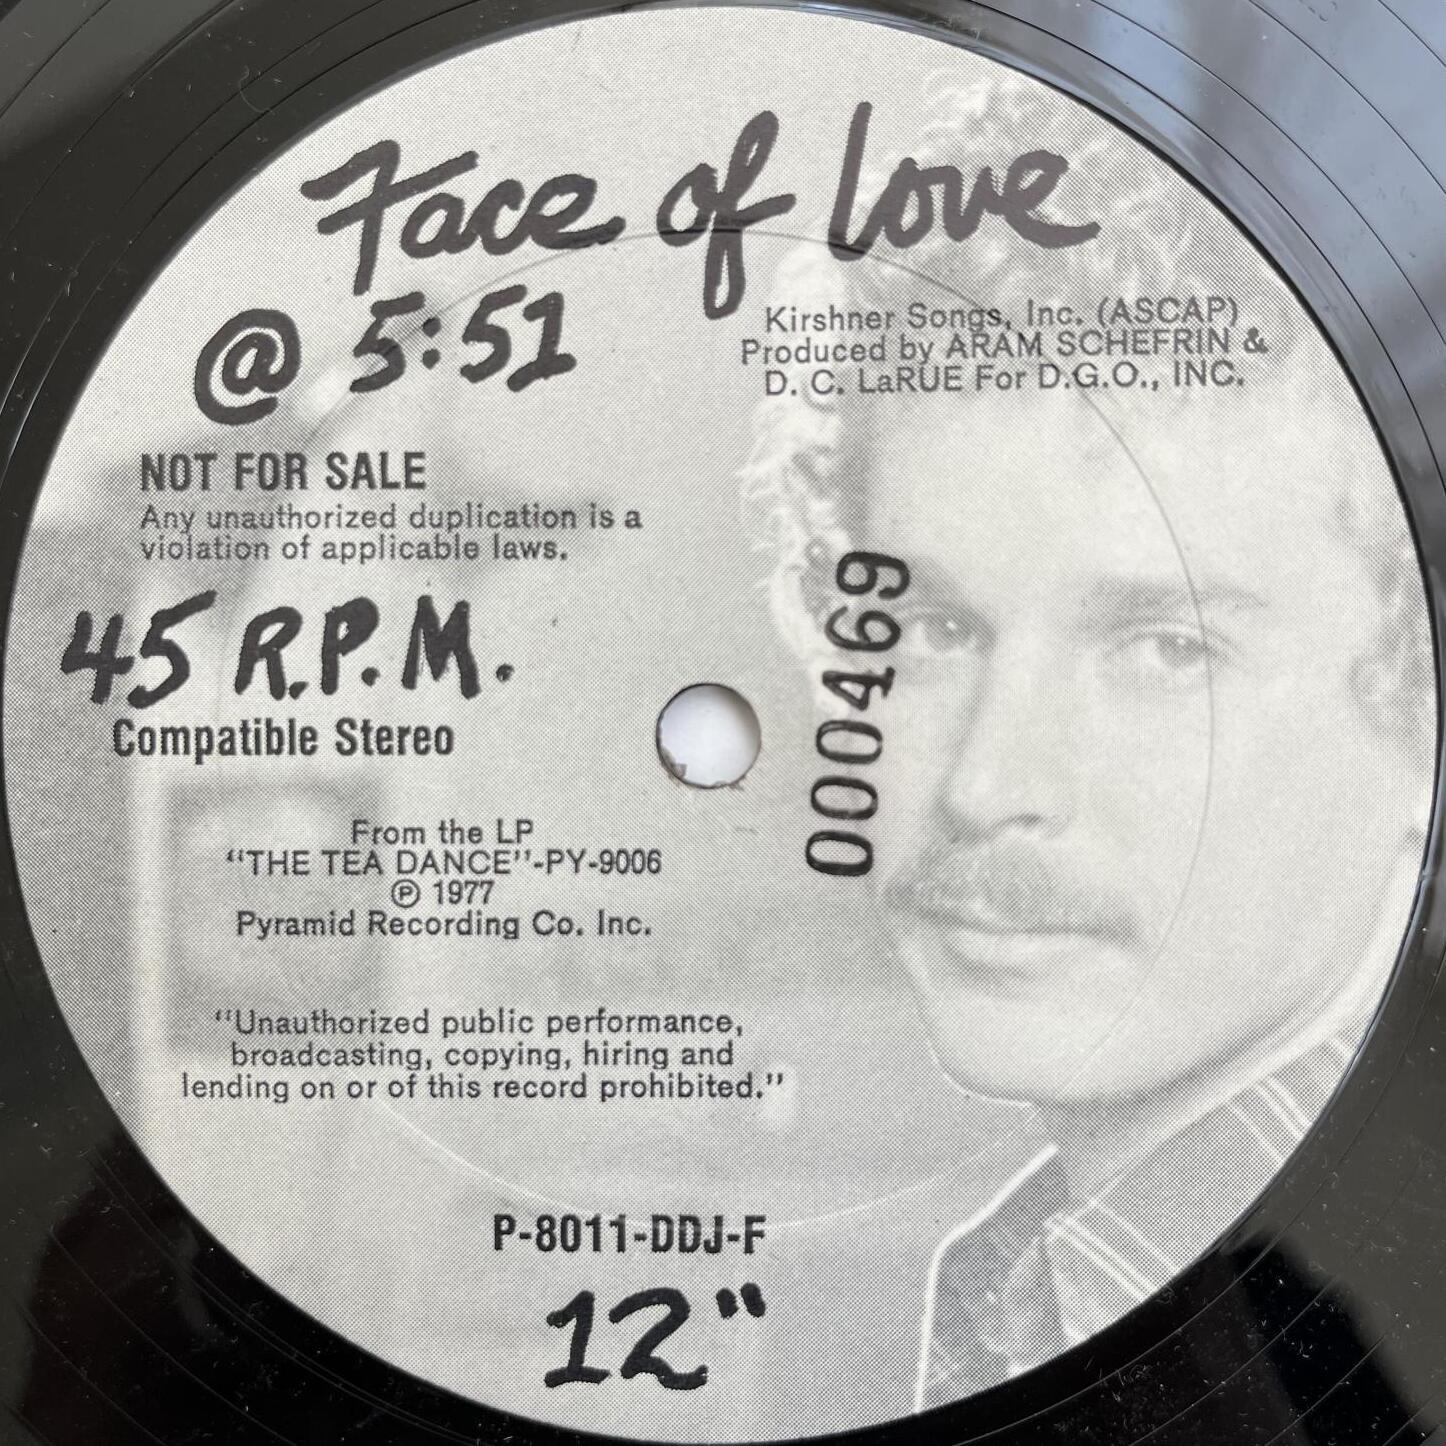 Face of love
@ 5:51
Kirshner Songs, Inc. (ASCAP)
Produced by ARAM SCHEFRIN &
D. C. LaRUE For D.G.O., INC.
NOT FOR SALE
Any unauthorized duplication is a
violation of applicable laws.
45 R.P.M.
Compatible Stereo
000469
From the LP
“THE TEA DANCE”-PY-9006
℗ 1977
Pyramid Recording Co. Inc.
“Unauthorized public performance,
broadcasting, copying, hiring and
lending on or of this record prohibited.”
P-8011-DDJ-F
12"